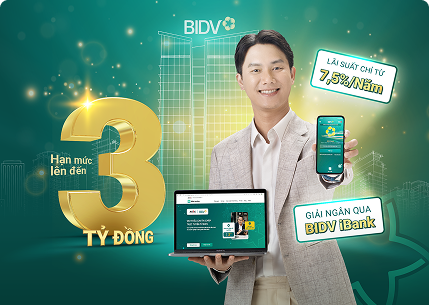 BIDV
Hạn mức
lên đến
3
TỶ ĐỒNG
LÃI SUẤT CHỈ TỪ
7,5%/Năm
GIẢI NGÂN QUA
BIDV iBank